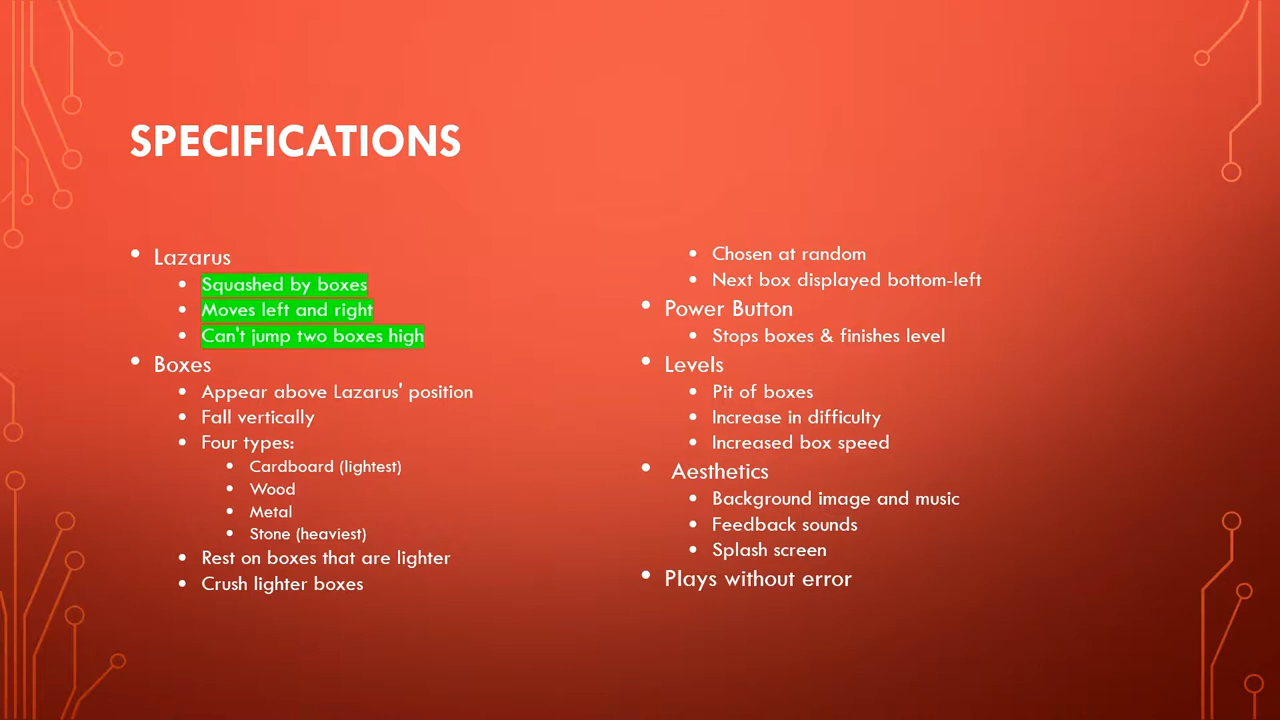 SPECIFICATIONS
• Lazarus
• Squashed by boxes
• Moves left and right
• Can't jump two boxes high
• Boxes
• Appear above Lazarus' position
• Fall vertically
• Four types:
• Cardboard (lightest)
• Wood
• Metal
• Stone (heaviest)
• Rest on boxes that are lighter
• Crush lighter boxes
• Chosen at random
• Next box displayed bottom-left
• Power Button
• Stops boxes & finishes level
• Levels
• Pit of boxes
• Increase in difficulty
• Increased box speed
• Aesthetics
• Background image and music
• Feedback sounds
• Splash screen
• Plays without error